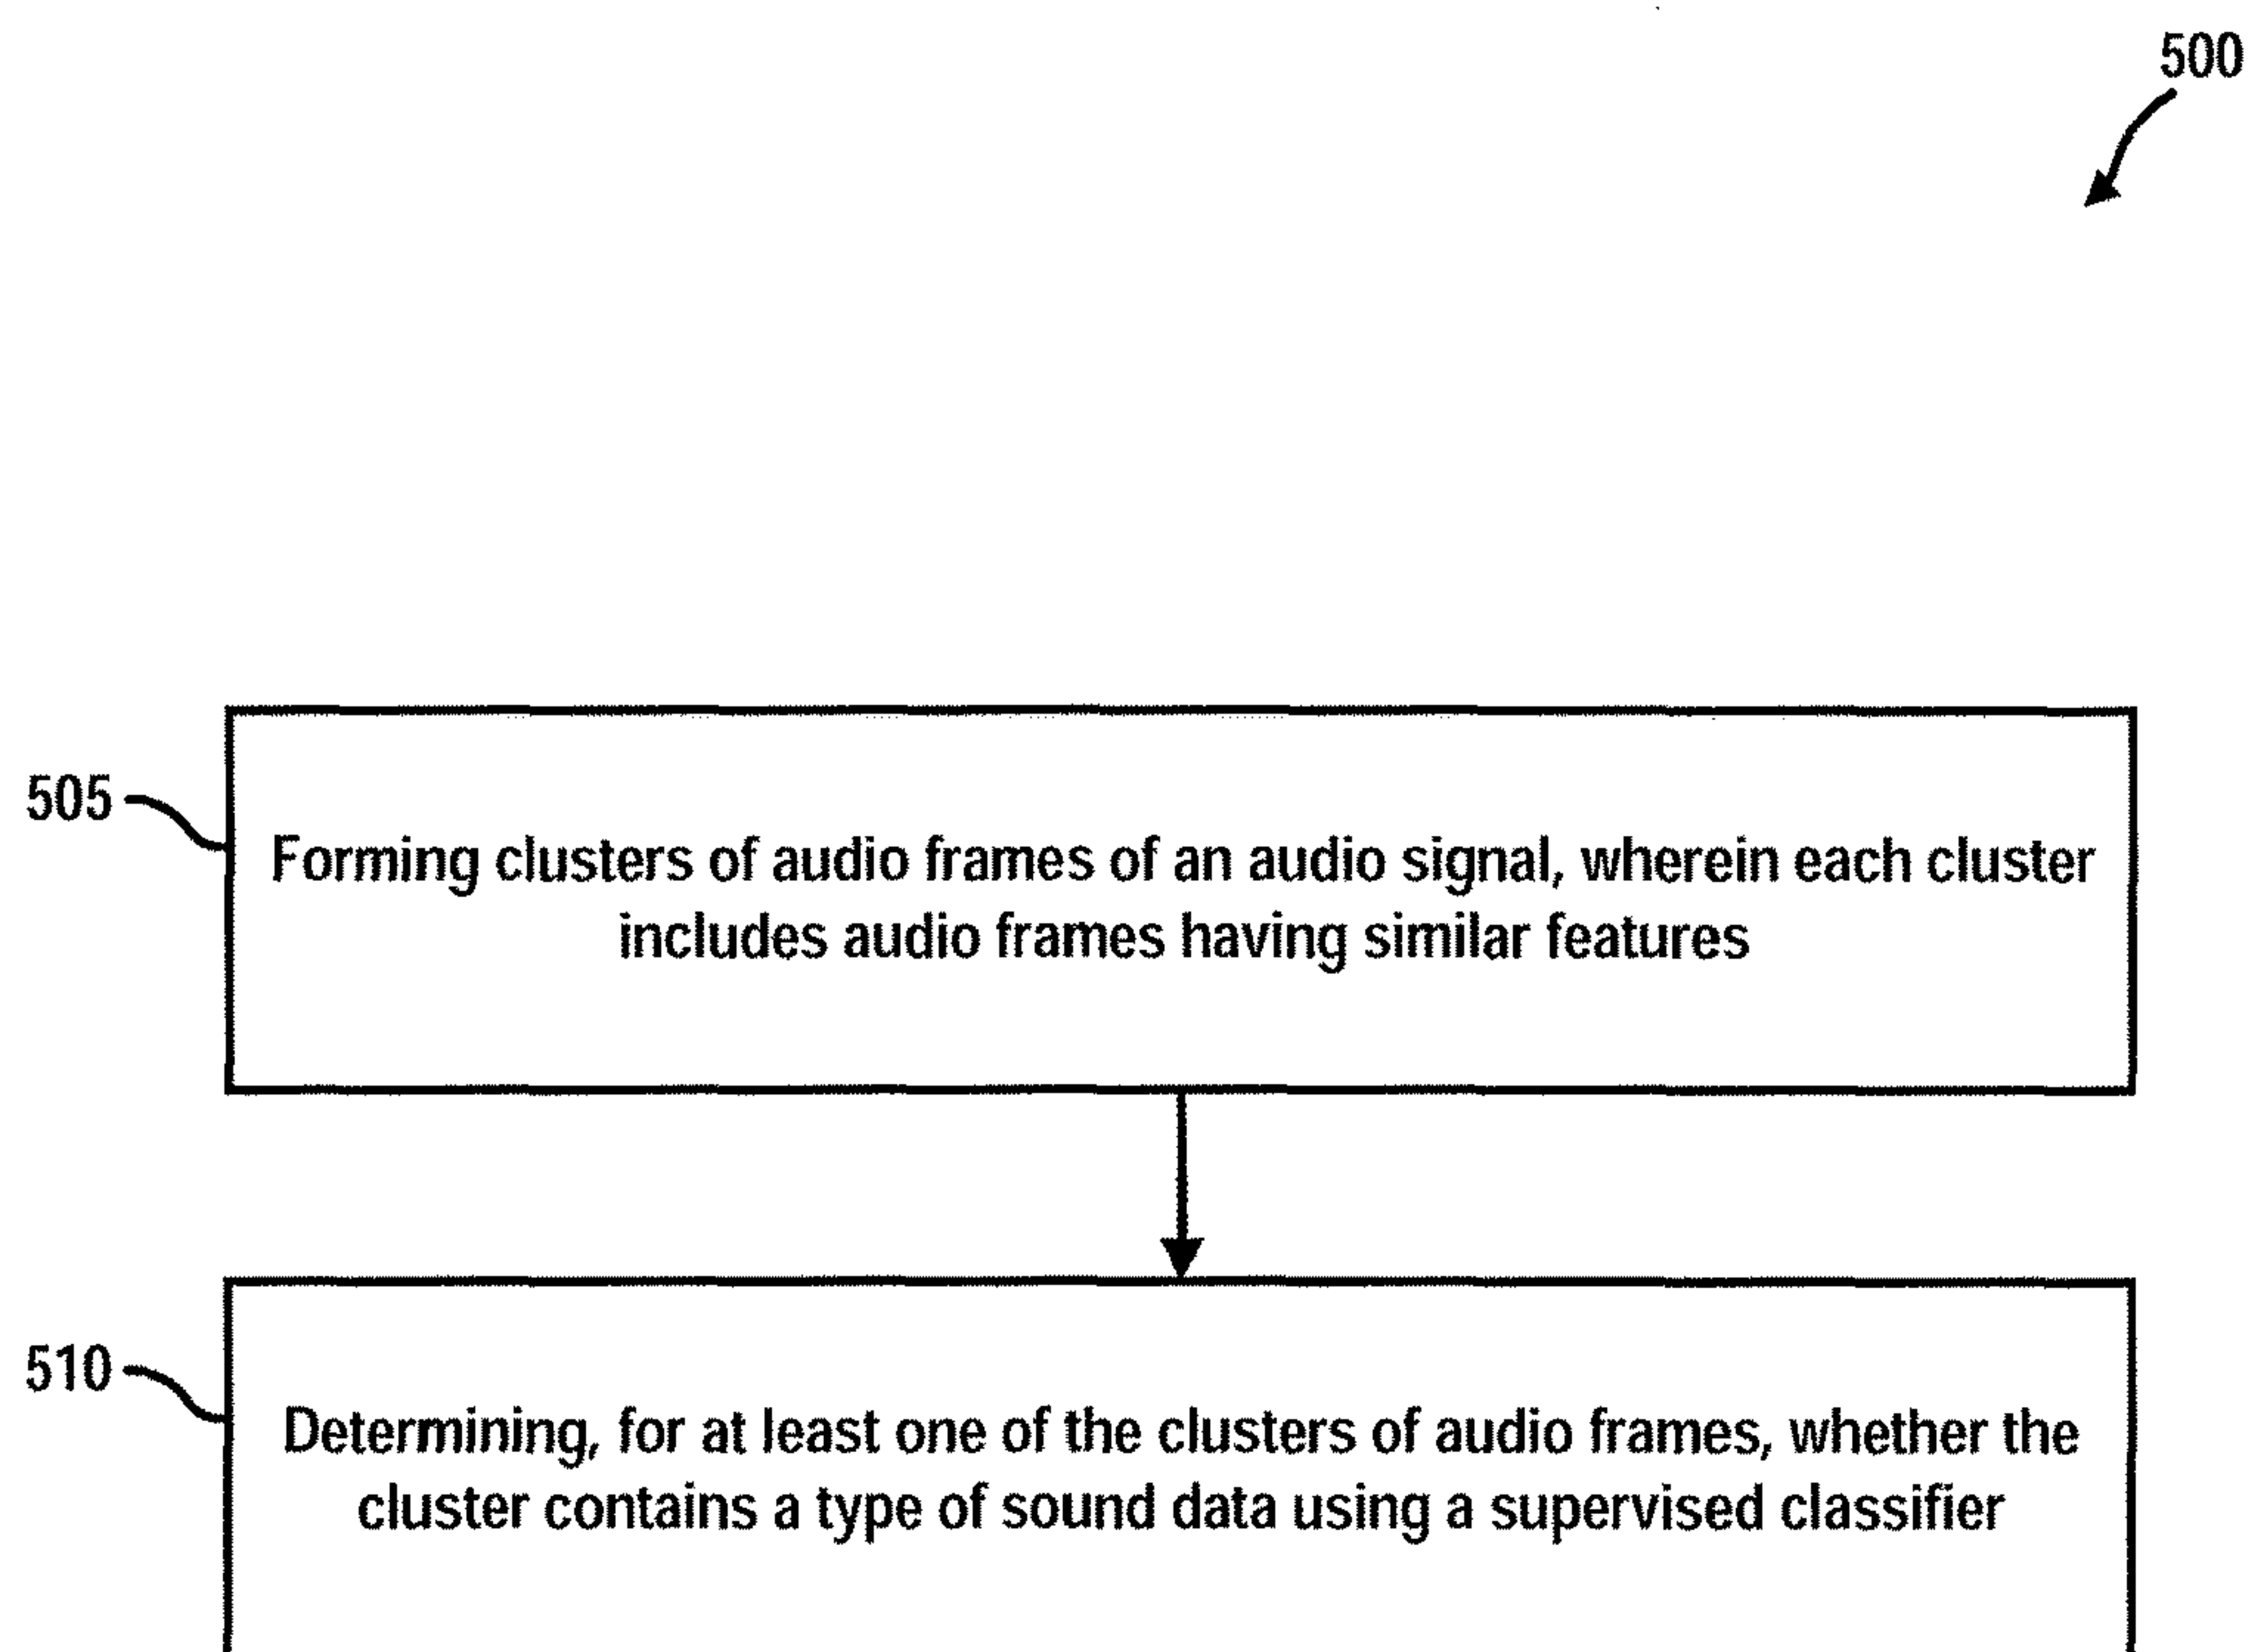 500
505
Forming clusters of audio frames of an audio signal, wherein each cluster
includes audio frames having similar features
510
Determining, for at least one of the clusters of audio frames, whether the
cluster contains a type of sound data using a supervised classifier